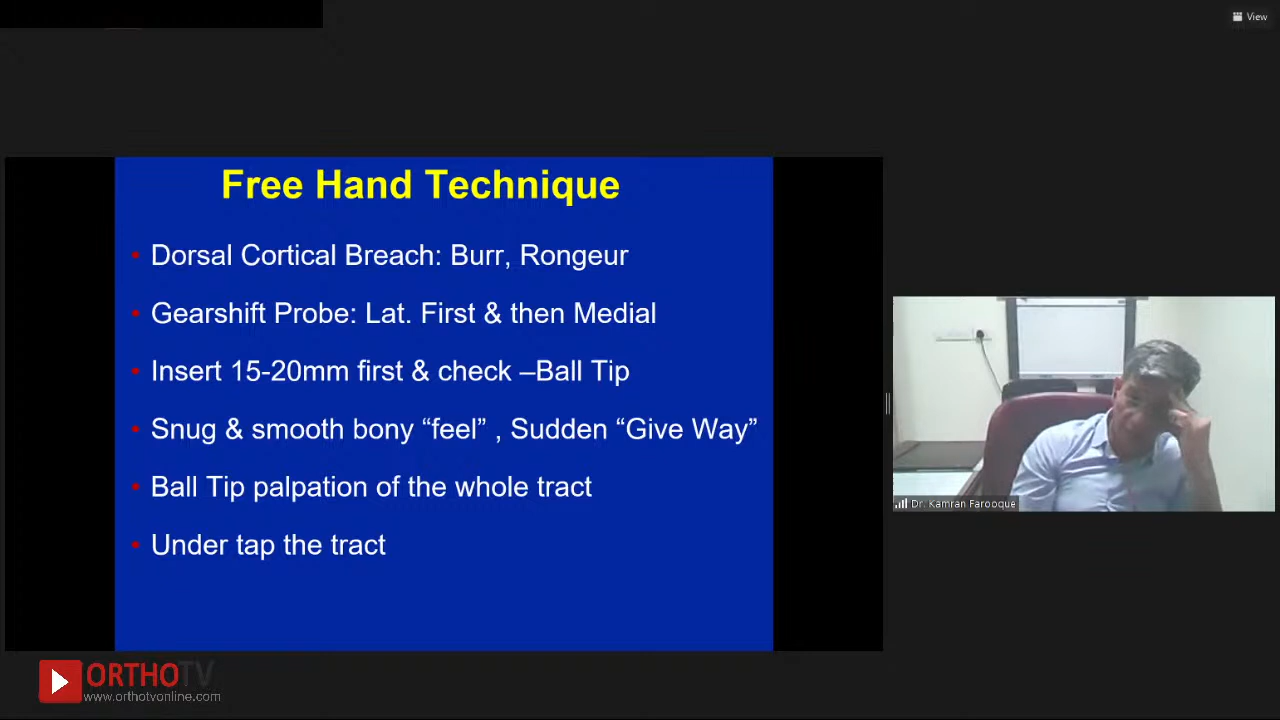 View
Free Hand Technique
Dorsal Cortical Breach: Burr, Rongeur
Gearshift Probe: Lat. First & then Medial
Insert 15-20mm first & check –Ball Tip
Snug & smooth bony “feel” , Sudden “Give Way”
Ball Tip palpation of the whole tract
Under tap the tract
Dr. Kamran Farooque
ORTHOTV
www.orthotvonline.com